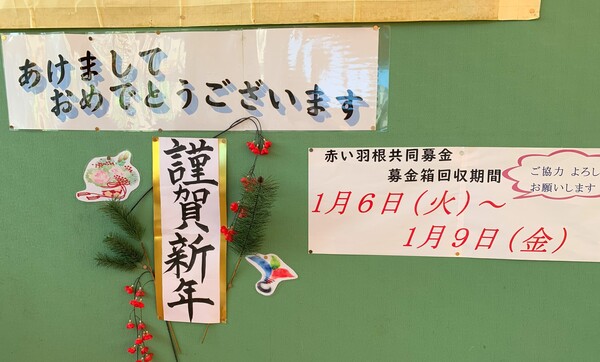 あけまして
おめでとうございます
謹賀新年
赤い羽根共同募金
募金箱回収期間
1月6日(火)～
1月9日(金)
ご協力 よろし
お願いします